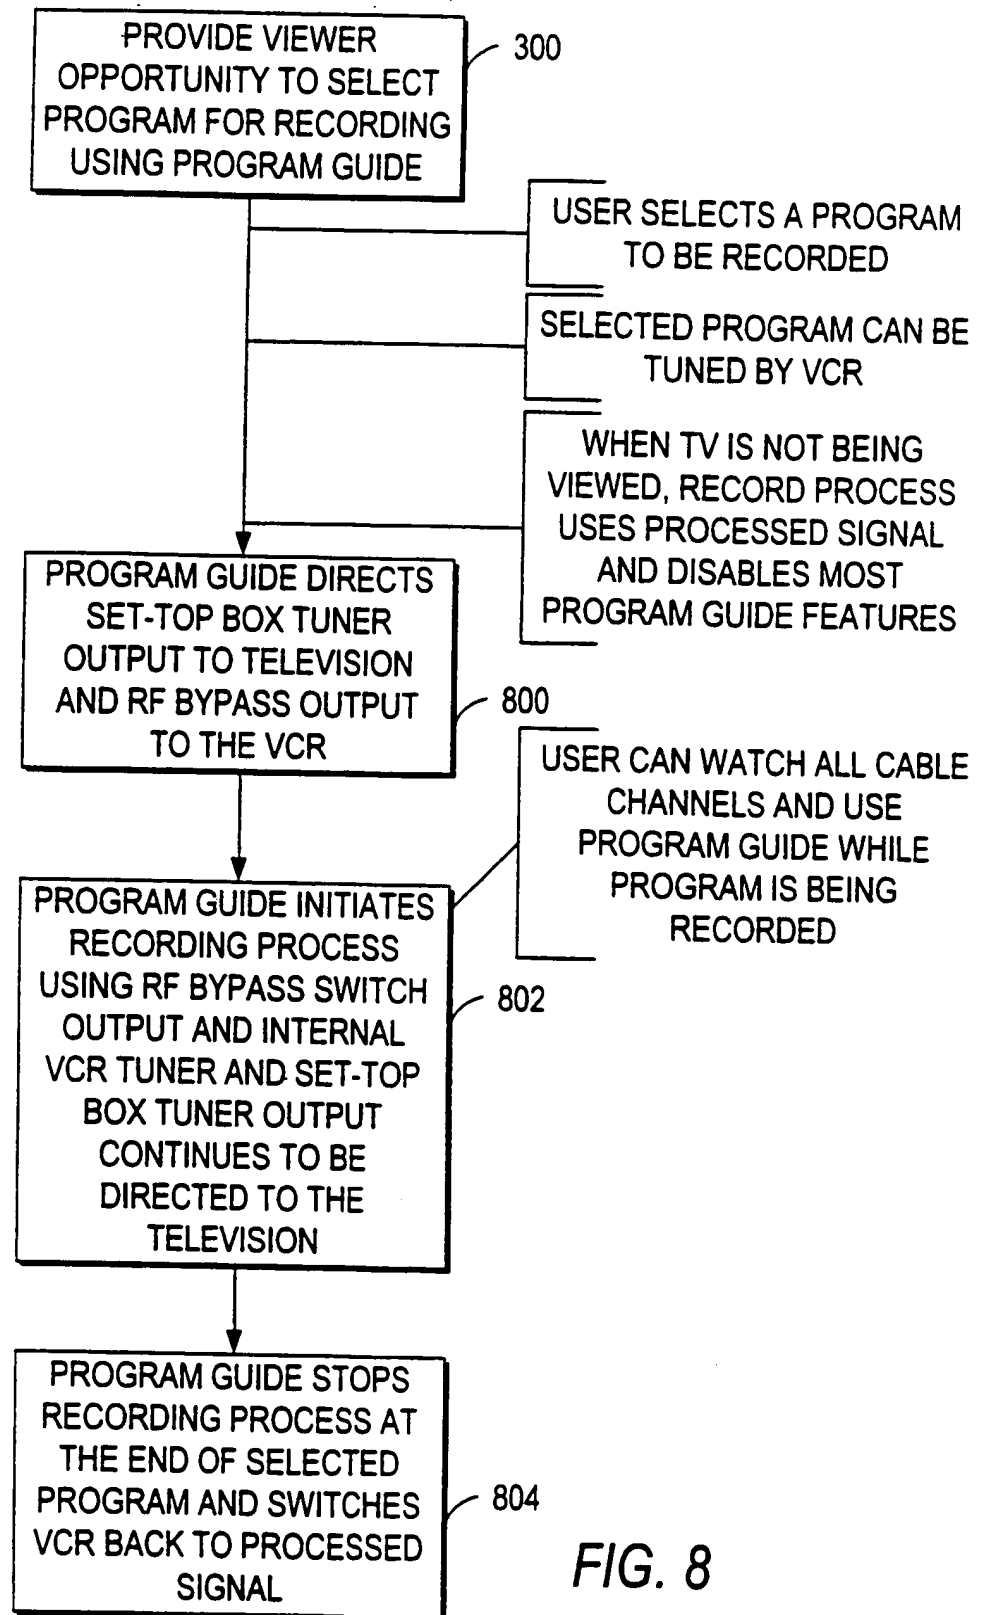 PROVIDE VIEWER
OPPORTUNITY TO SELECT
PROGRAM FOR RECORDING
USING PROGRAM GUIDE
300
USER SELECTS A PROGRAM
TO BE RECORDED
SELECTED PROGRAM CAN BE
TUNED BY VCR
WHEN TV IS NOT BEING
VIEWED, RECORD PROCESS
USES PROCESSED SIGNAL
AND DISABLES MOST
PROGRAM GUIDE FEATURES
PROGRAM GUIDE DIRECTS
SET-TOP BOX TUNER
OUTPUT TO TELEVISION
AND RF BYPASS OUTPUT
TO THE VCR
800
USER CAN WATCH ALL CABLE
CHANNELS AND USE
PROGRAM GUIDE WHILE
PROGRAM IS BEING
RECORDED
PROGRAM GUIDE INITIATES
RECORDING PROCESS
USING RF BYPASS SWITCH
OUTPUT AND INTERNAL
VCR TUNER AND SET-TOP
BOX TUNER OUTPUT
CONTINUES TO BE
DIRECTED TO THE
TELEVISION
802
PROGRAM GUIDE STOPS
RECORDING PROCESS AT
THE END OF SELECTED
PROGRAM AND SWITCHES
VCR BACK TO PROCESSED
SIGNAL
804
FIG. 8